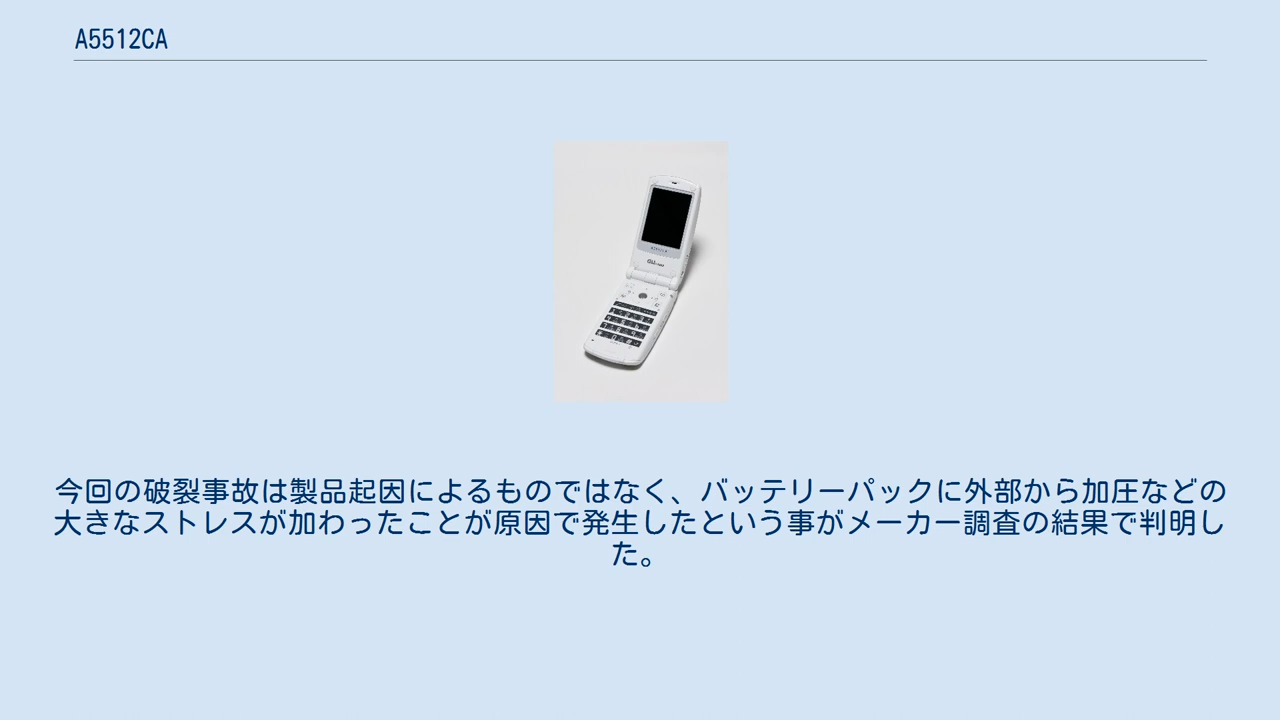 A5512CA
今回の破裂事故は製品起因によるものではなく、バッテリーパックに外部から加圧などの
大きなストレスが加わったことが原因で発生したという事がメーカー調査の結果で判明し
た。